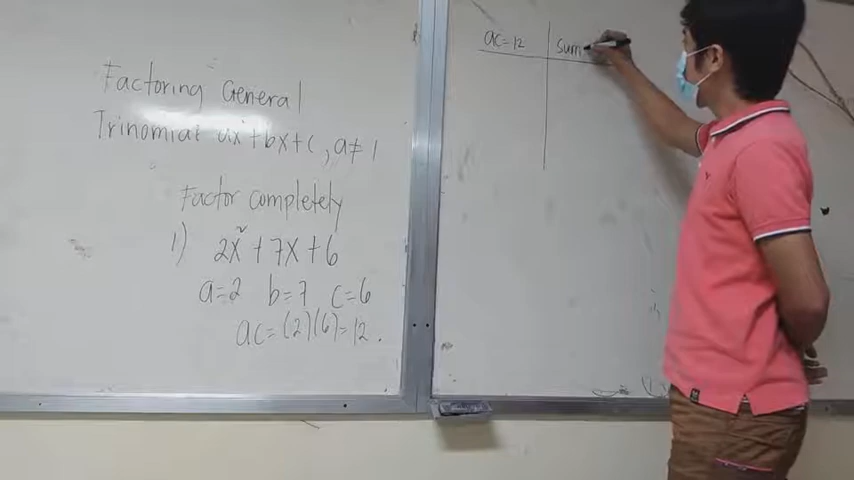 Factoring General
Trinomial ax²+bx+c, a≠1
Factor completely
1) 2x²+7x+6
a=2 b=7 c=6
ac=(2)(6)=12.
ac=12 sum